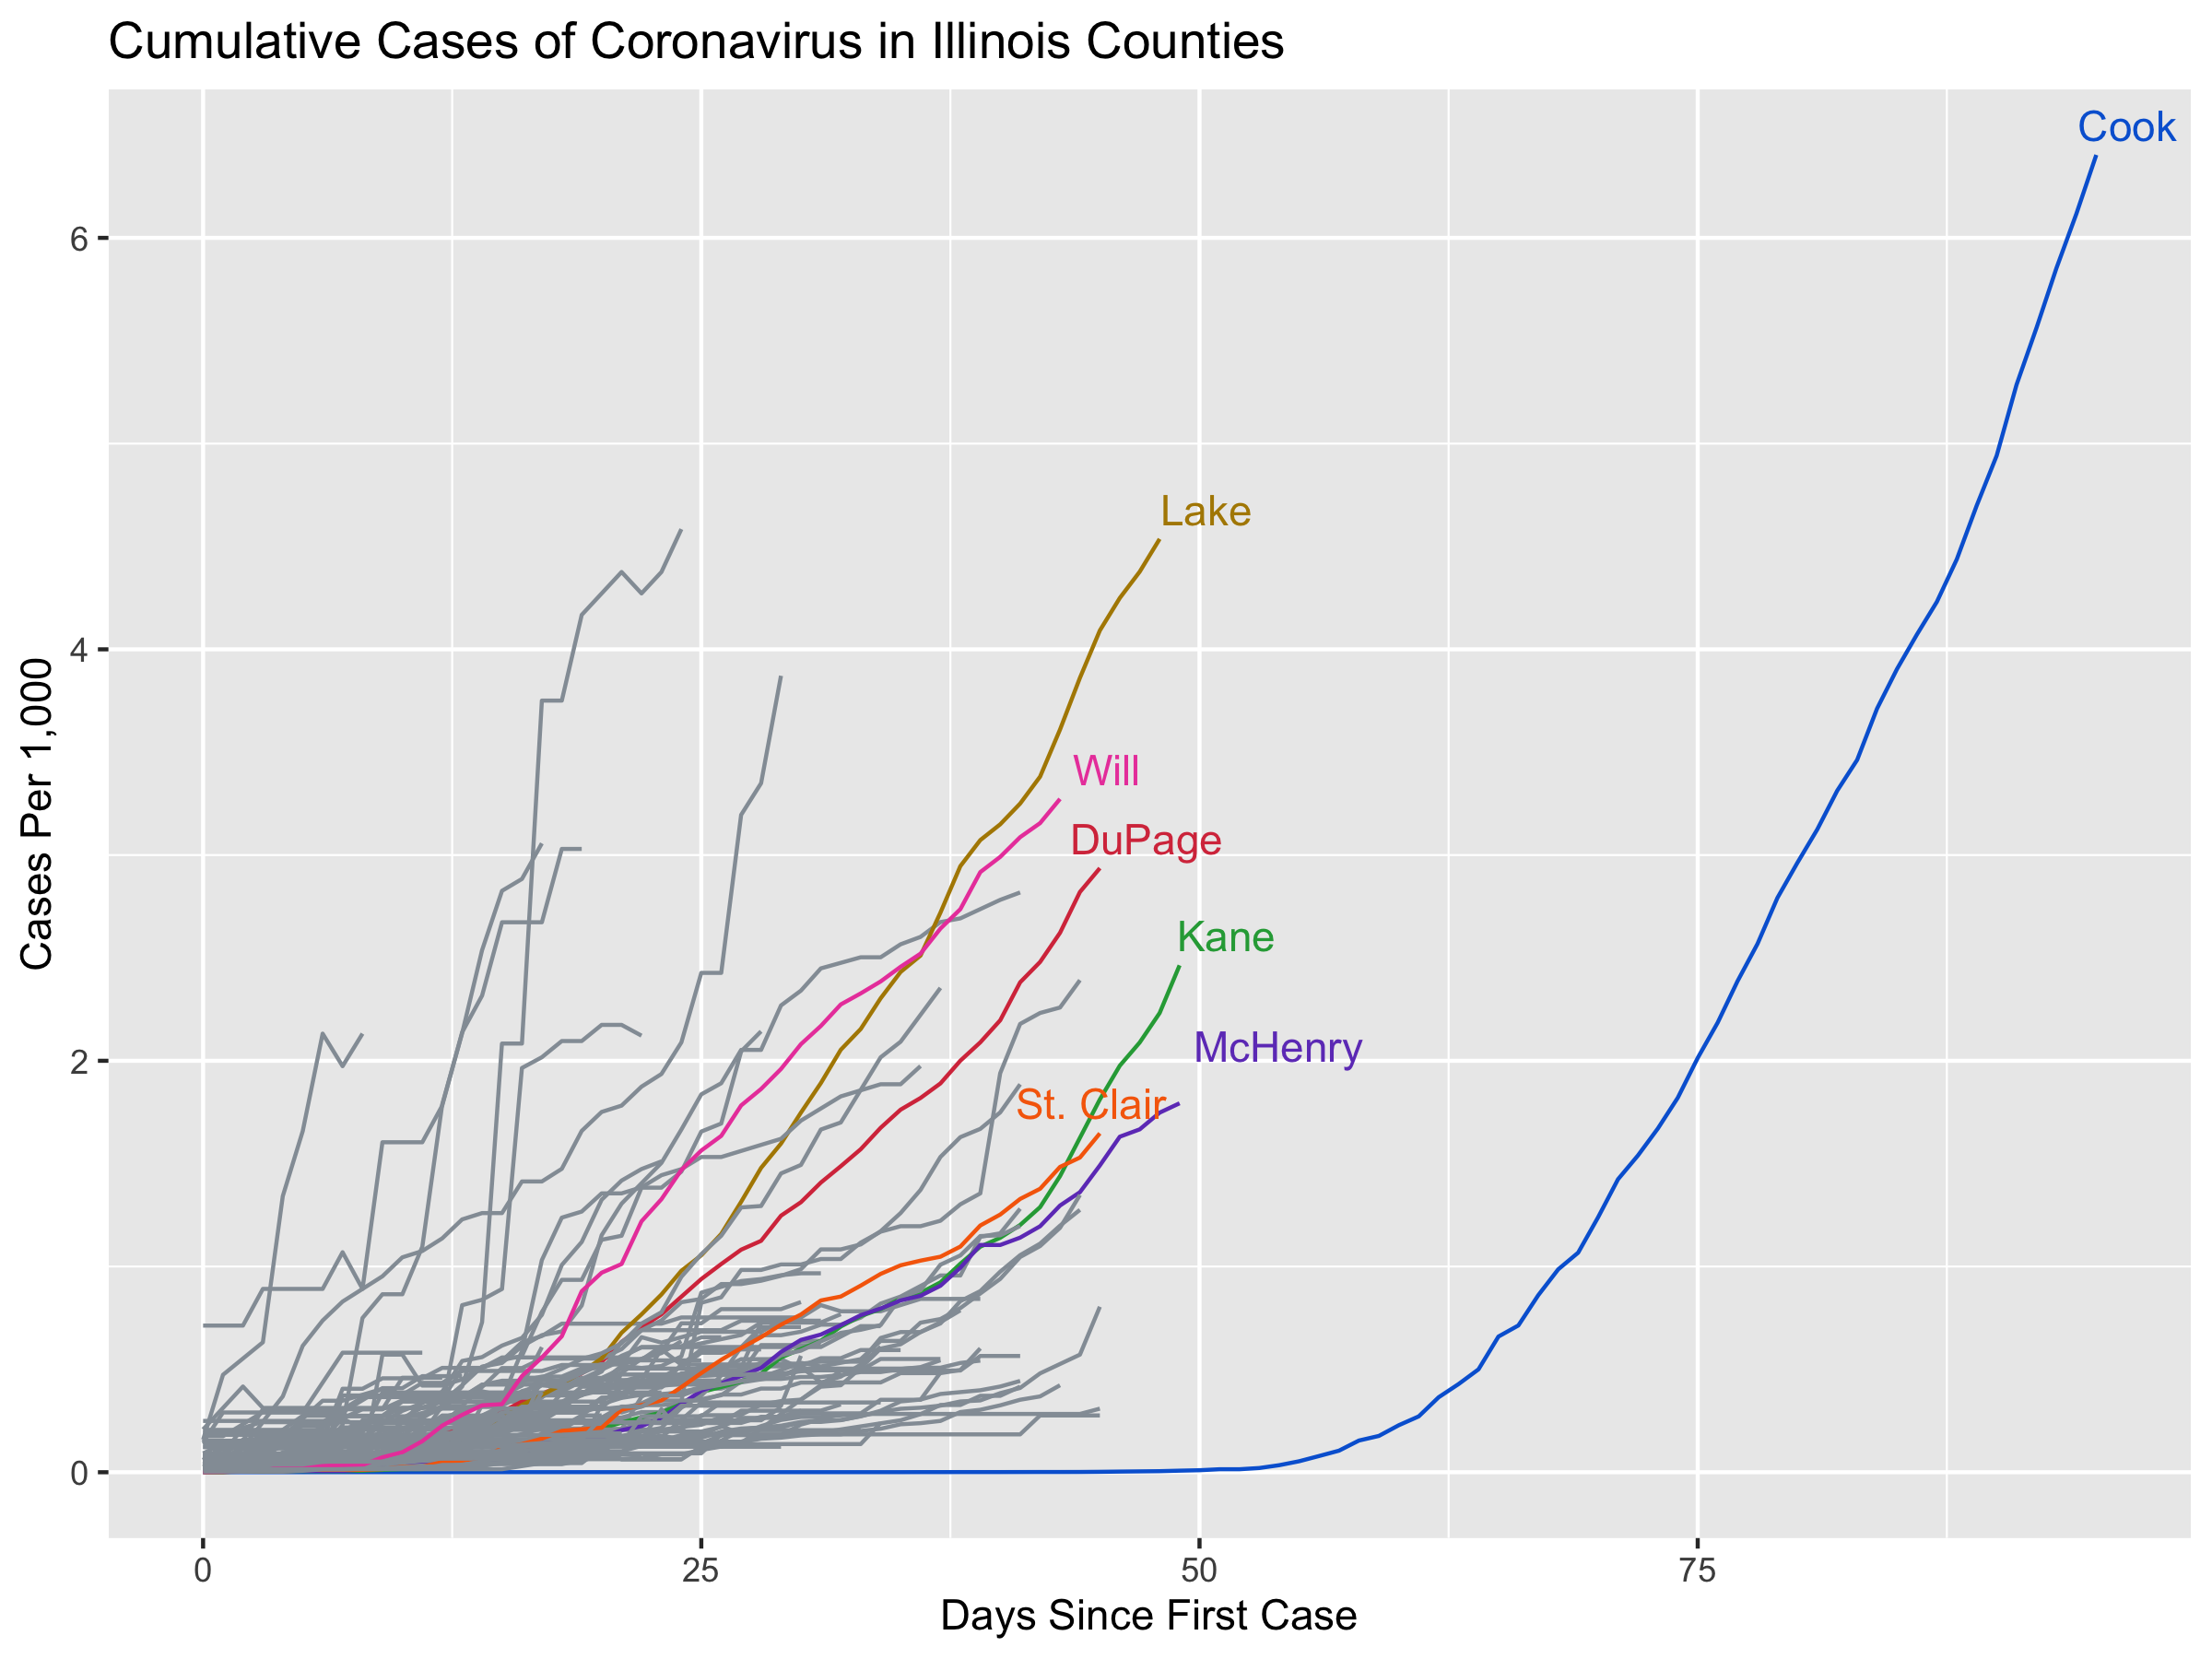 Cumulative Cases of Coronavirus in Illinois Counties
Cook
6
Lake
4
Cases Per 1,000
Will
DuPage
Kane
McHenry
2
St. Clair
0
0 25 50 75
Days Since First Case